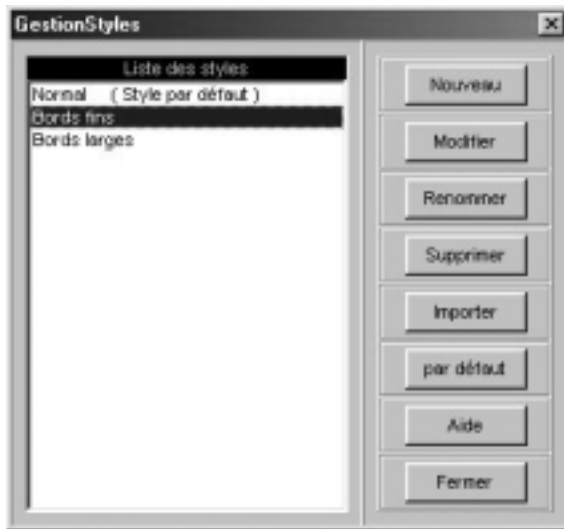 GestionStyles
Liste des styles
Normal ( Style par défaut )
Bords fins
Bords larges
Nouveau
Modifier
Renommer
Supprimer
Importer
par défaut
Aide
Fermer